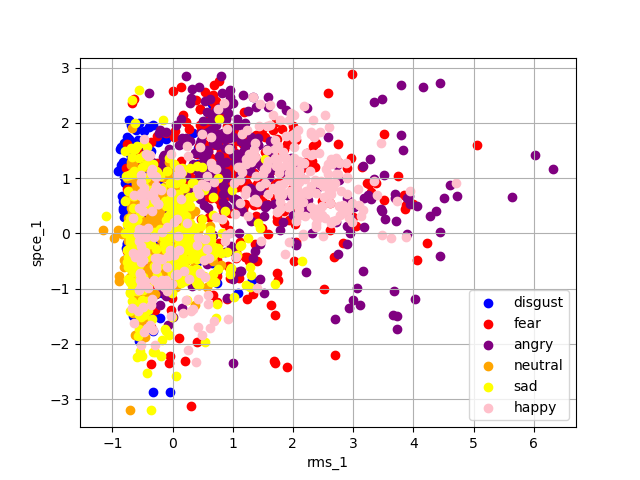 3
2
1
0
−1
−2
−3
spce_1
−1 0 1 2 3 4 5 6
rms_1
disgust
fear
angry
neutral
sad
happy